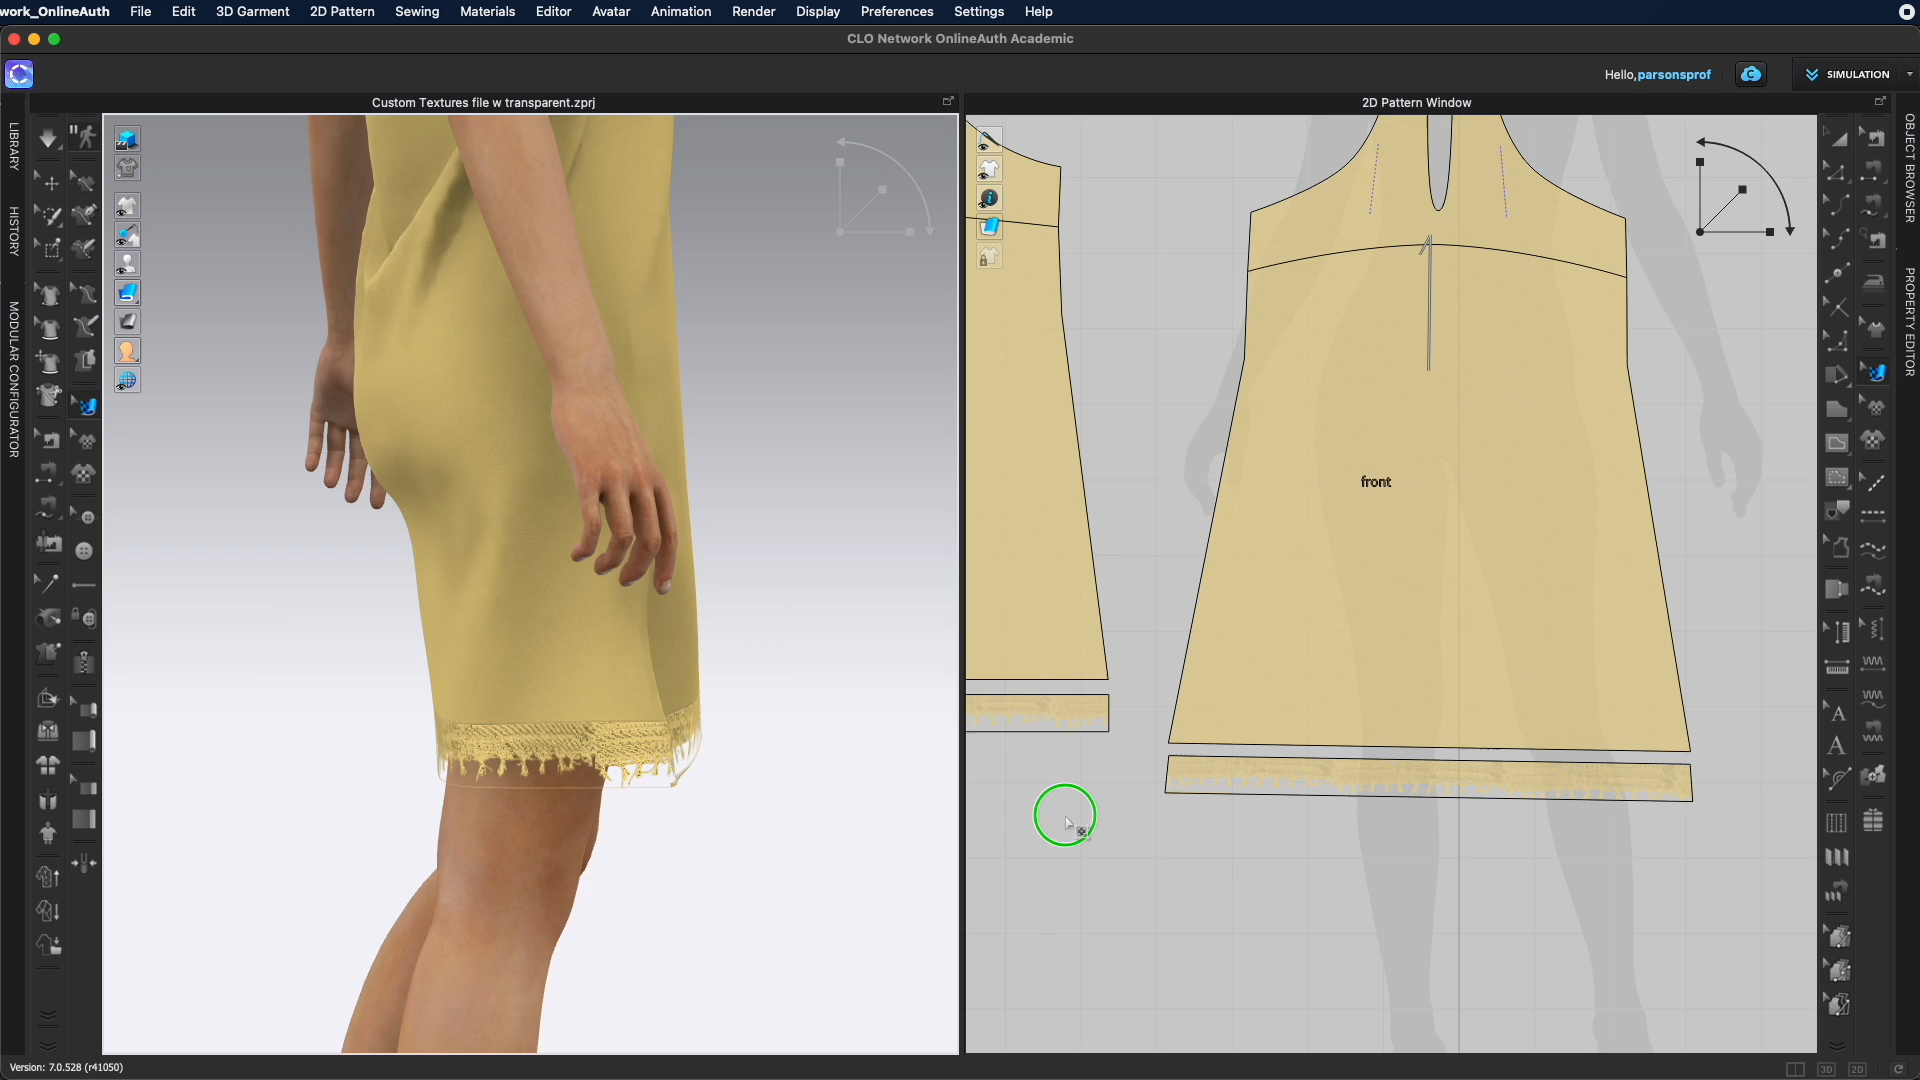 work_OnlineAuth File Edit 3D Garment 2D Pattern Sewing Materials Editor Avatar Animation Render Display Preferences Settings Help
CLO Network OnlineAuth Academic
Hello,parsonsprof
SIMULATION
Custom Textures file w transparent.zprj
2D Pattern Window
LIBRARY
HISTORY
MODULAR CONFIGURATOR
OBJECT BROWSER
PROPERTY EDITOR
front
A
A
Version: 7.0.528 (r41050)
3D
2D